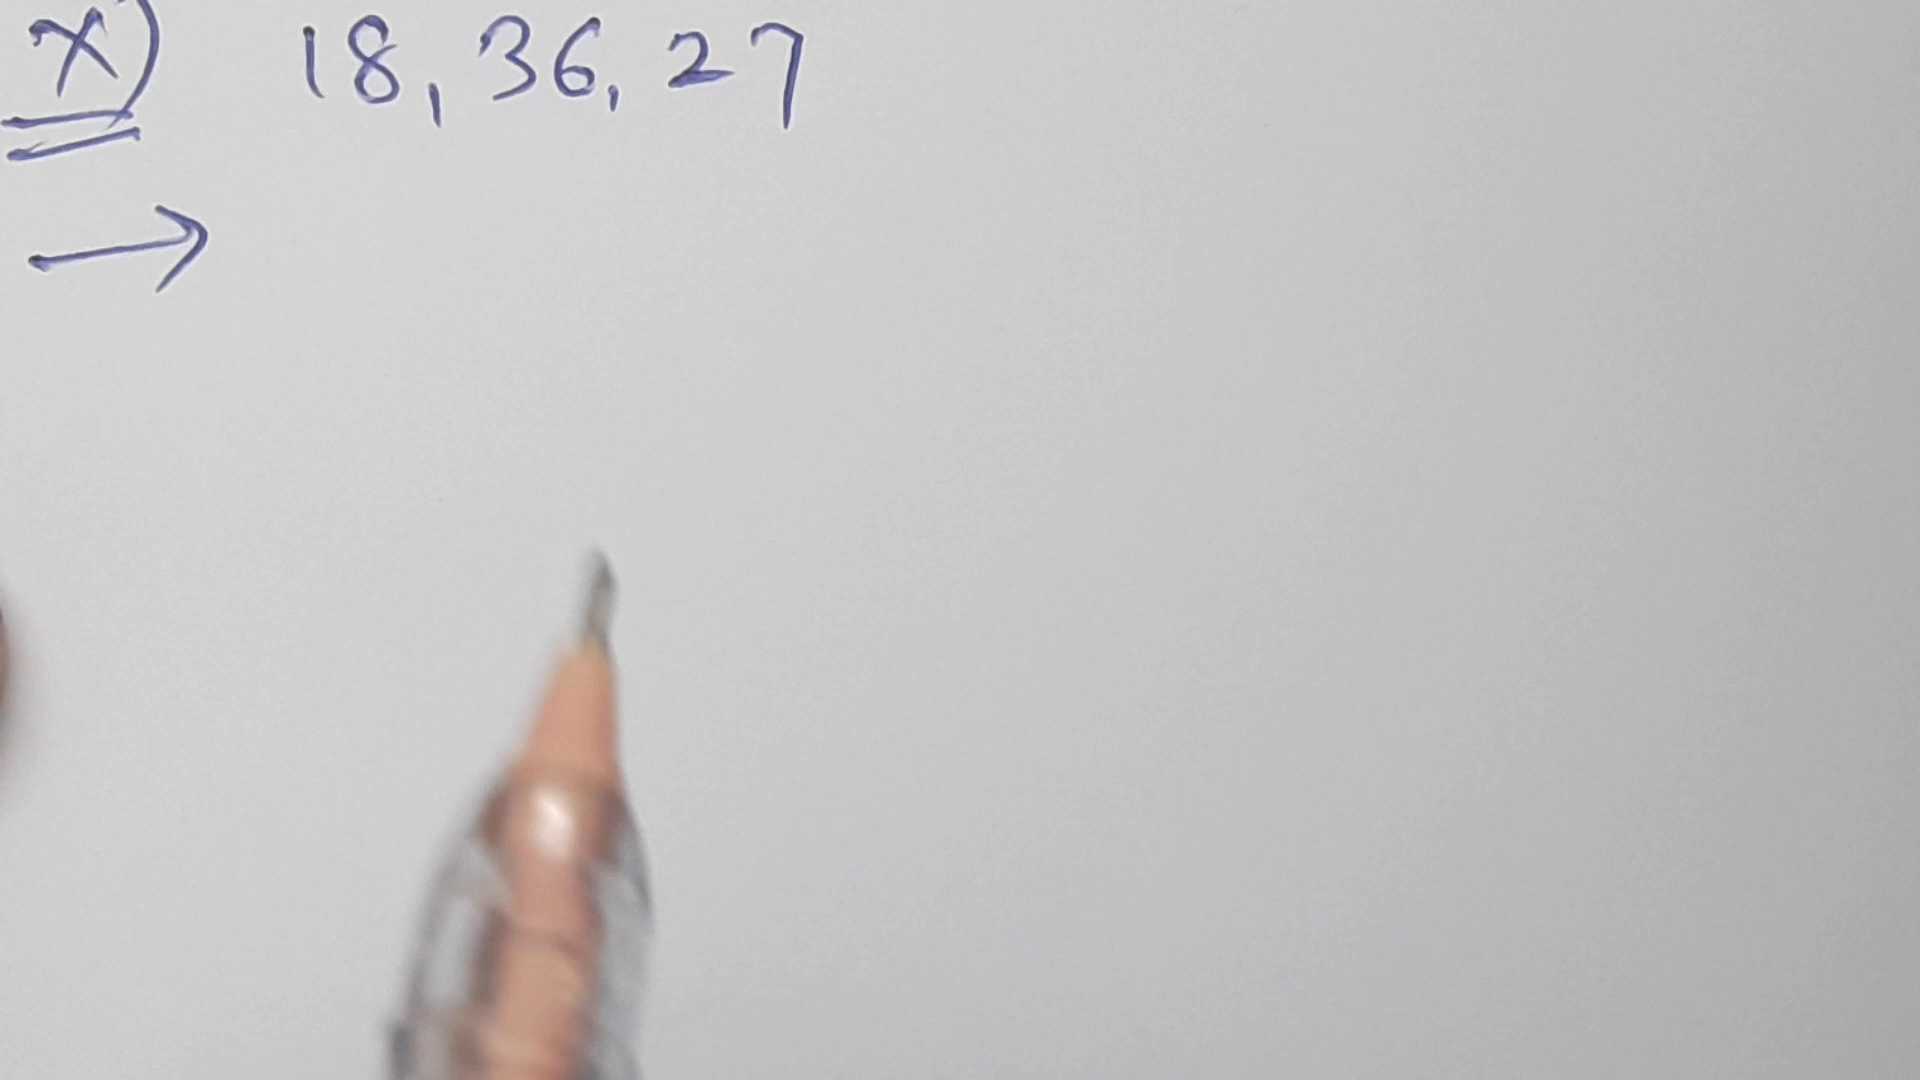 x) 18, 36, 27
→